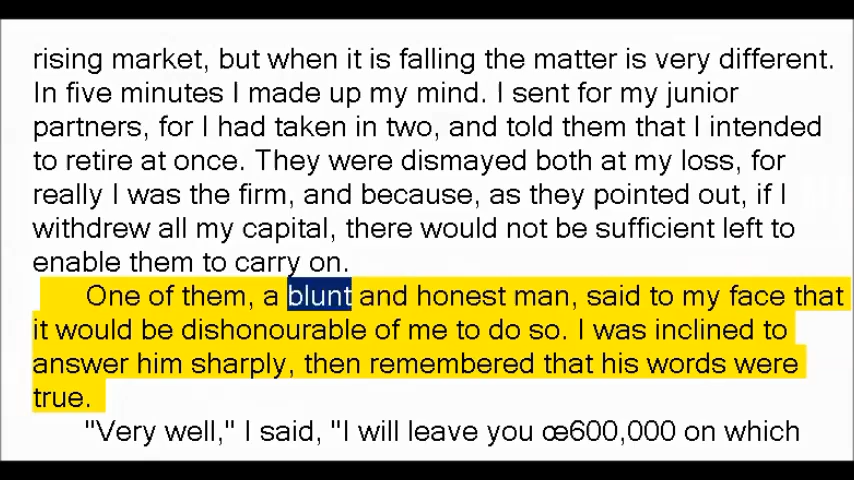 rising market, but when it is falling the matter is very different.
In five minutes I made up my mind. I sent for my junior
partners, for I had taken in two, and told them that I intended
to retire at once. They were dismayed both at my loss, for
really I was the firm, and because, as they pointed out, if I
withdrew all my capital, there would not be sufficient left to
enable them to carry on.
One of them, a blunt and honest man, said to my face that
it would be dishonourable of me to do so. I was inclined to
answer him sharply, then remembered that his words were
true.
"Very well," I said, "I will leave you œ600,000 on which